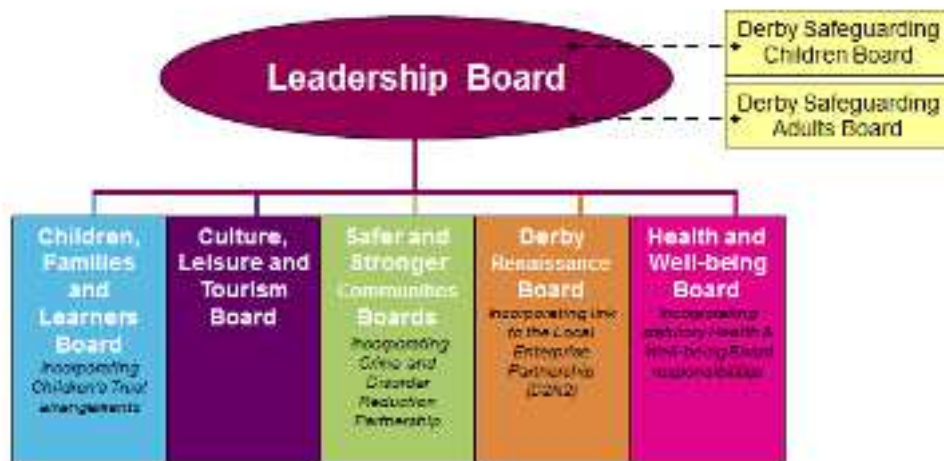 Leadership Board
Derby Safeguarding
Children Board
Derby Safeguarding
Adults Board
Children,
Families
and
Learners
Board
Incorporating
Children's Trust
arrangements
Culture,
Leisure and
Tourism
Board
Safer and
Stronger
Communities
Boards
Incorporating
Crime and
Disorder
Reduction
Partnership
Derby
Renaissance
Board
Incorporating link
to the Local
Enterprise
Partnership
(D2N2)
Health and
Well-being
Board
Incorporating
statutory Health &
Well-being Board
responsibilities